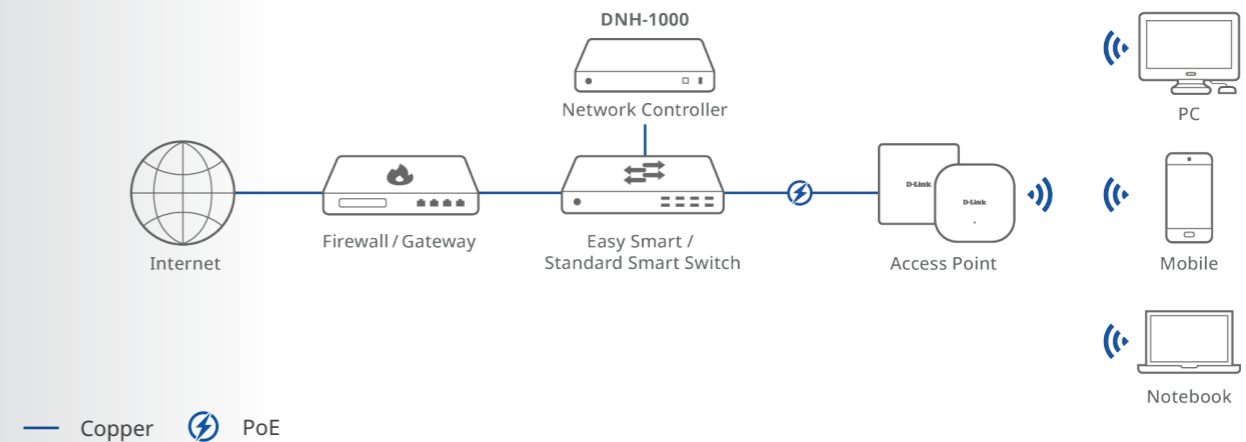 DNH-1000
Network Controller
PC
D-Link
D-Link
Firewall / Gateway
Easy Smart /
Standard Smart Switch
Internet
Access Point
Mobile
Notebook
Copper
PoE